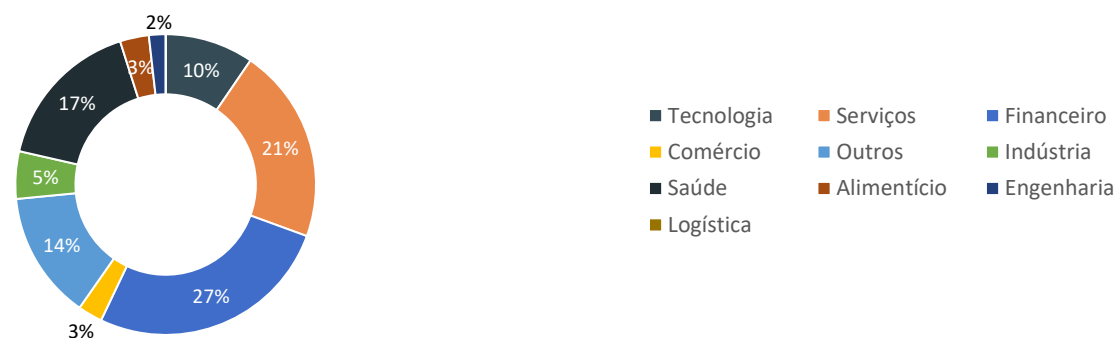 2%
3%
10%
17%
21%
5%
14%
27%
3%
Tecnologia Serviços Financeiro
Comércio Outros Indústria
Saúde Alimentício Engenharia
Logística